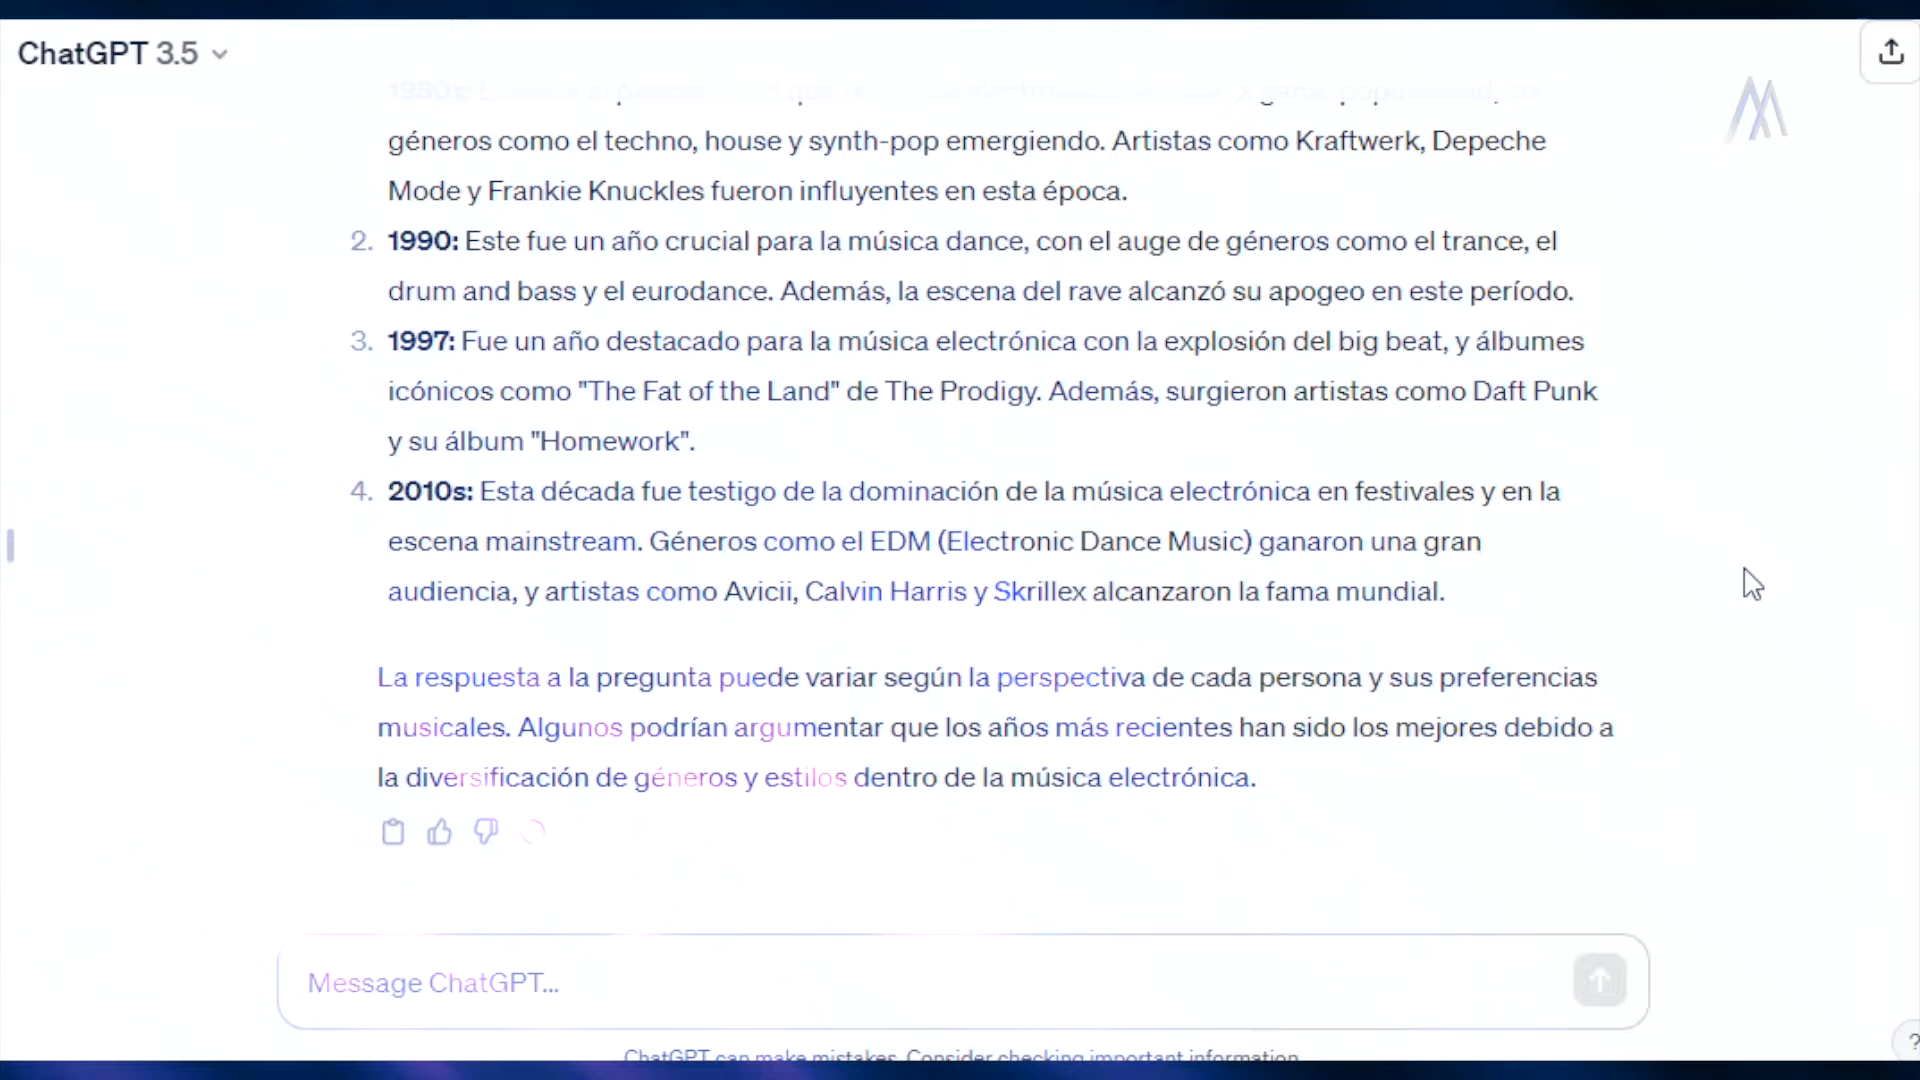 ChatGPT 3.5
géneros como el techno, house y synth-pop emergiendo. Artistas como Kraftwerk, Depeche
Mode y Frankie Knuckles fueron influyentes en esta época.
2. 1990: Este fue un año crucial para la música dance, con el auge de géneros como el trance, el
drum and bass y el eurodance. Además, la escena del rave alcanzó su apogeo en este período.
3. 1997: Fue un año destacado para la música electrónica con la explosión del big beat, y álbumes
icónicos como "The Fat of the Land" de The Prodigy. Además, surgieron artistas como Daft Punk
y su álbum "Homework".
4. 2010s: Esta década fue testigo de la dominación de la música electrónica en festivales y en la
escena mainstream. Géneros como el EDM (Electronic Dance Music) ganaron una gran
audiencia, y artistas como Avicii, Calvin Harris y Skrillex alcanzaron la fama mundial.
La respuesta a la pregunta puede variar según la perspectiva de cada persona y sus preferencias
musicales. Algunos podrían argumentar que los años más recientes han sido los mejores debido a
la diversificación de géneros y estilos dentro de la música electrónica.
Message ChatGPT...
ChatGPT can make mistakes. Consider checking important information.
?